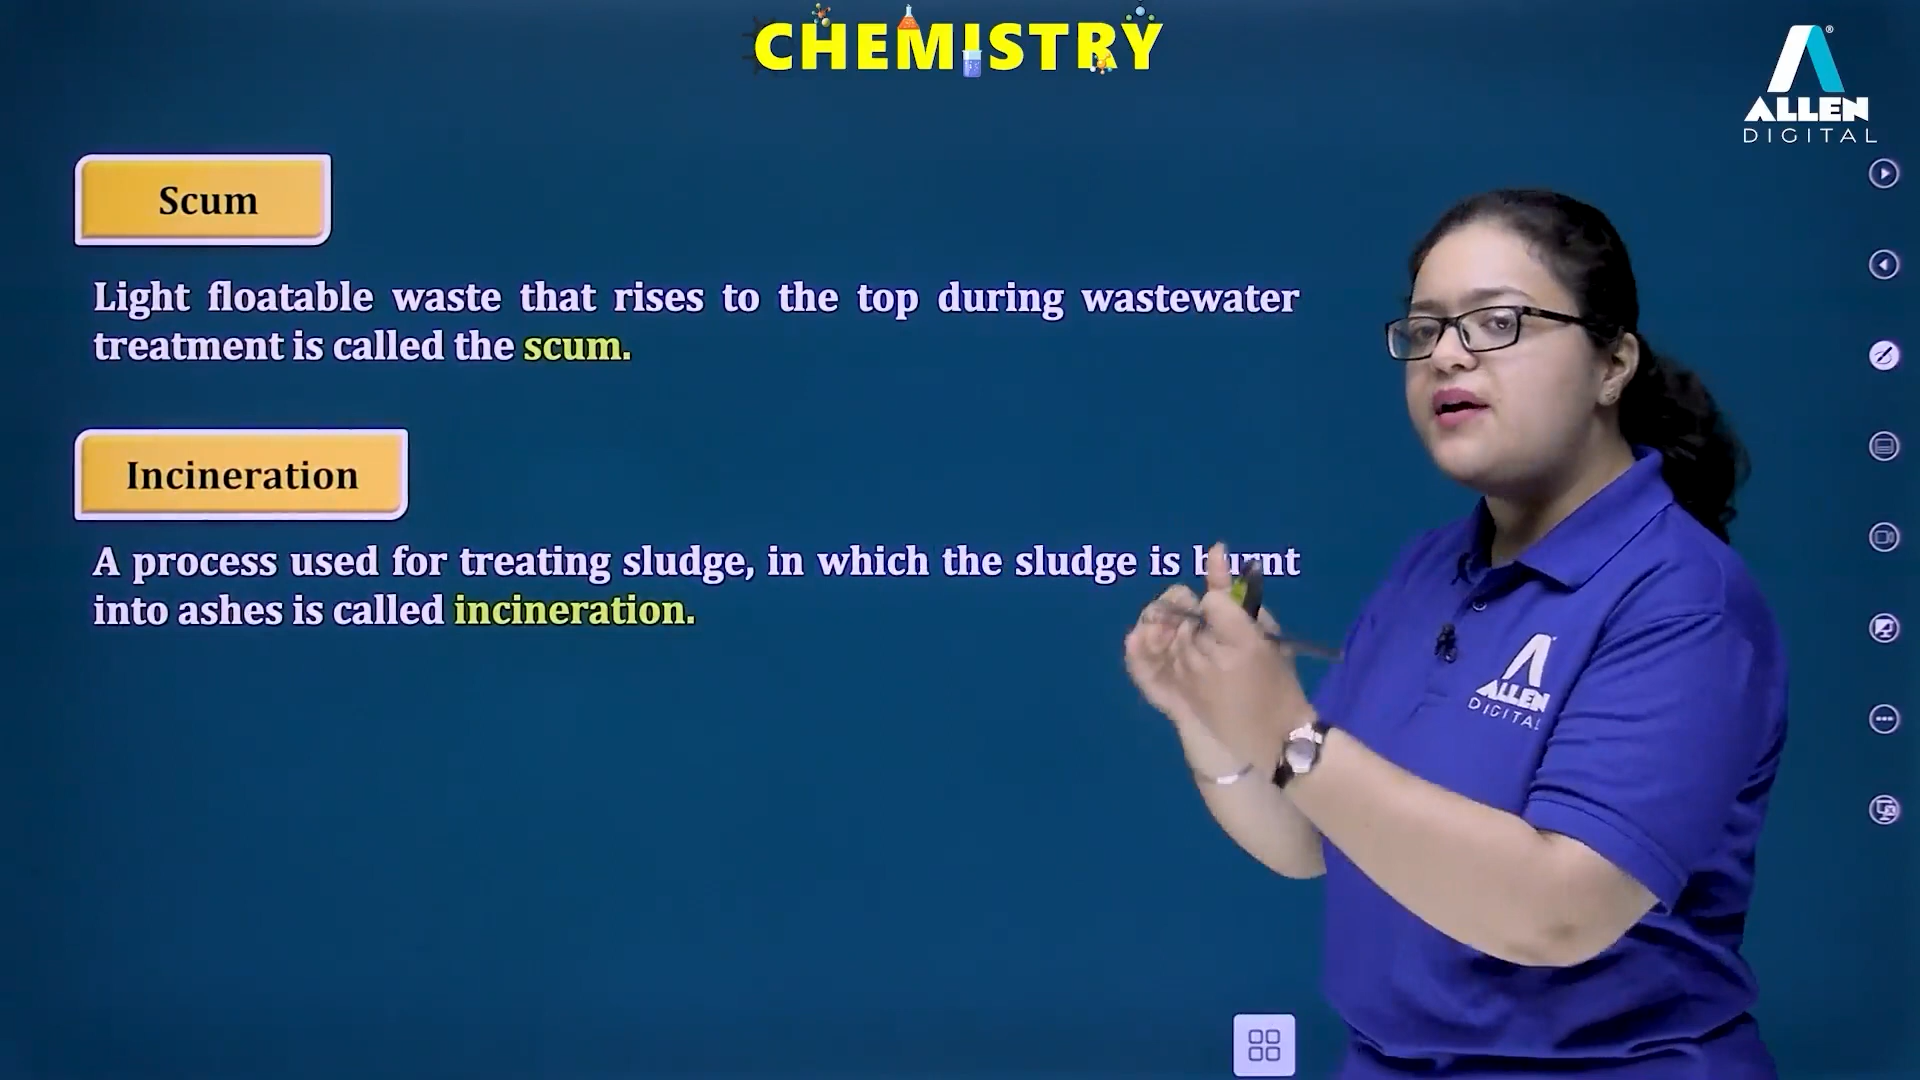 CHEMISTRY
ALLEN
DIGITAL
Scum
Light floatable waste that rises to the top during wastewater
treatment is called the scum.
Incineration
A process used for treating sludge, in which the sludge is burnt
into ashes is called incineration.
ALLEN
DIGITAL